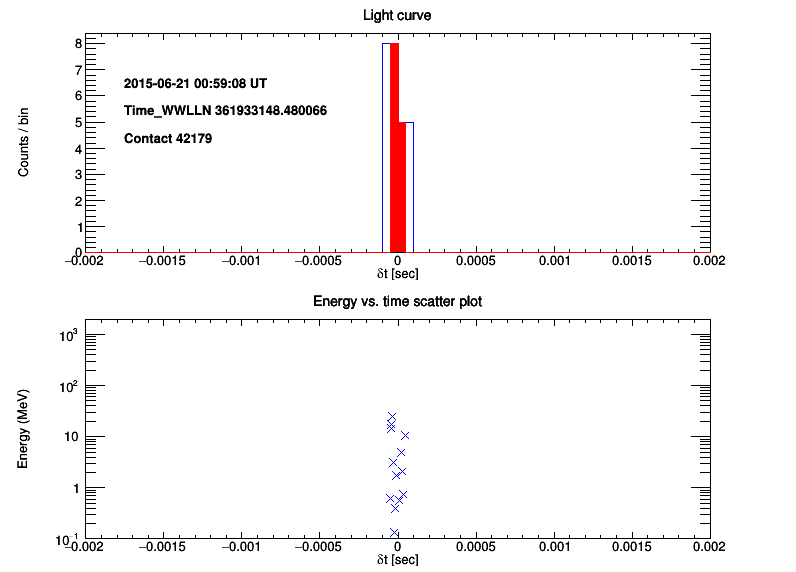 Light curve
8
7
6
5
4
3
2
1
0
Counts / bin
2015-06-21 00:59:08 UT
Time_WWLLN 361933148.480066
Contact 42179
−0.002 −0.0015 −0.001 −0.0005 0 0.0005 0.001 0.0015 0.002
δt [sec]
Energy vs. time scatter plot
10³
10²
10
1
10⁻¹
Energy (MeV)
−0.002 −0.0015 −0.001 −0.0005 0 0.0005 0.001 0.0015 0.002
δt [sec]